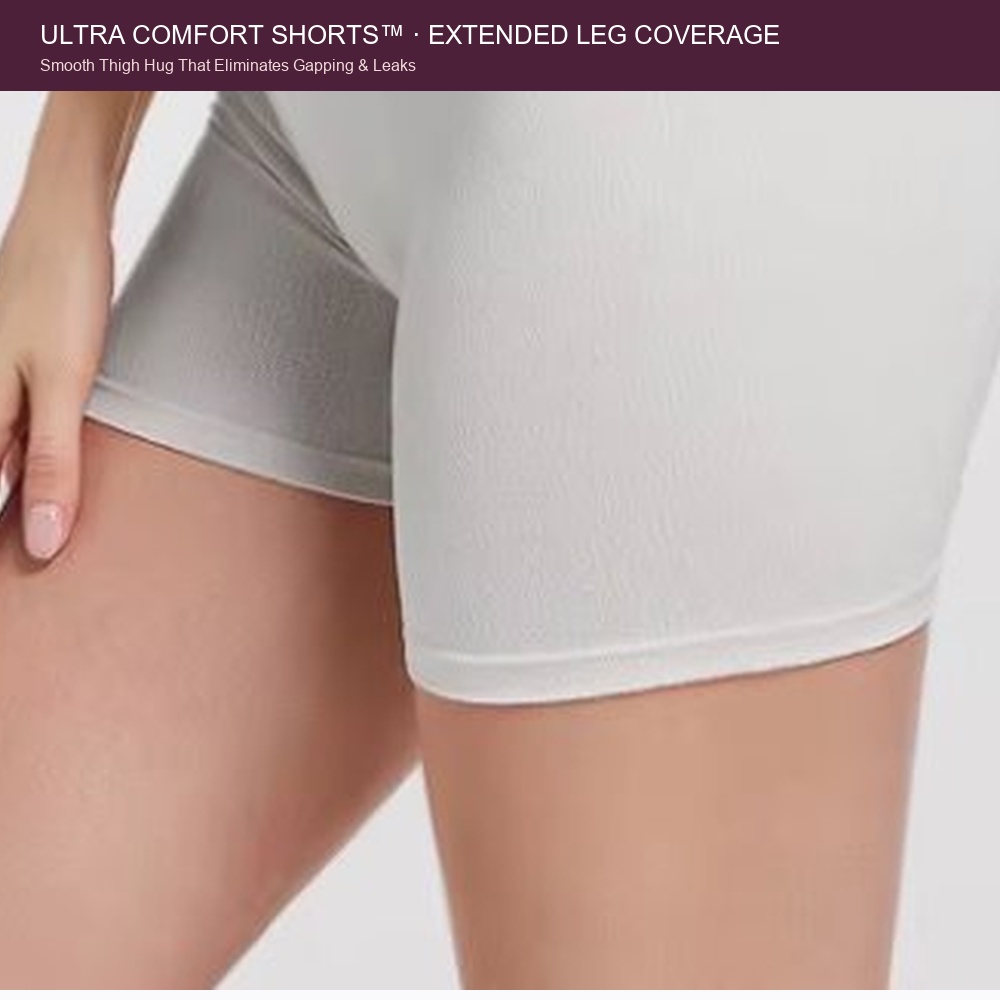 ULTRA COMFORT SHORTS™ · EXTENDED LEG COVERAGE
Smooth Thigh Hug That Eliminates Gapping & Leaks